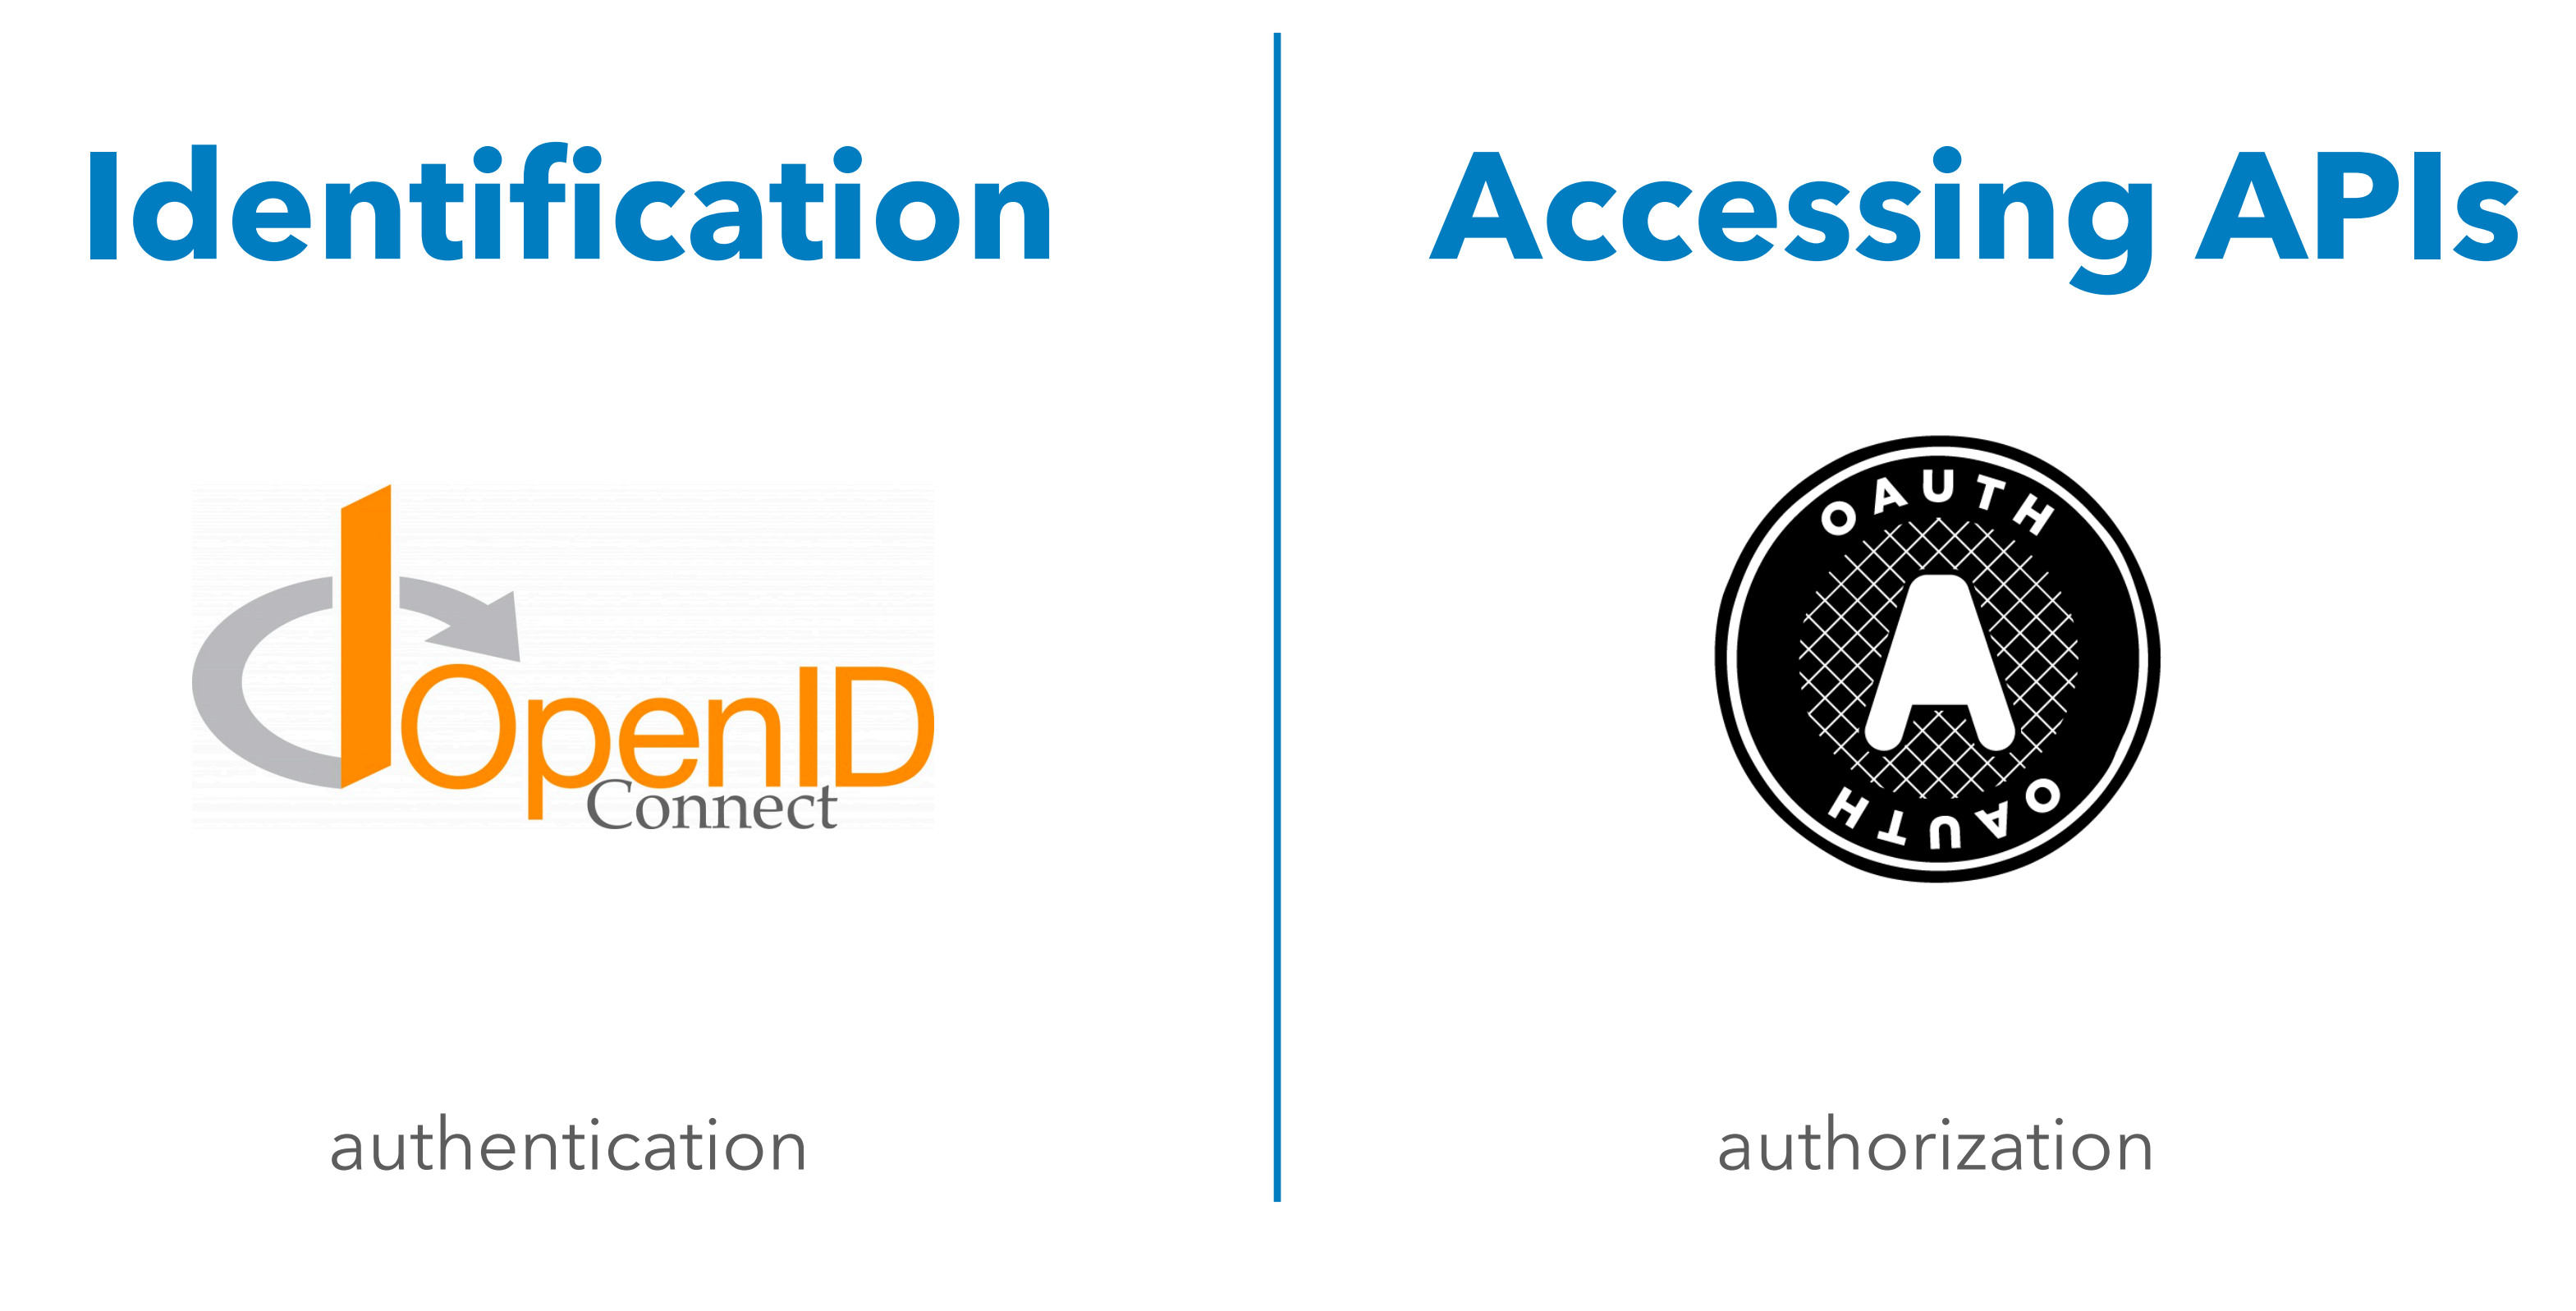 Identification
OpenID
Connect
authentication
Accessing APIs
OAUTH
A
OAUTH
authorization